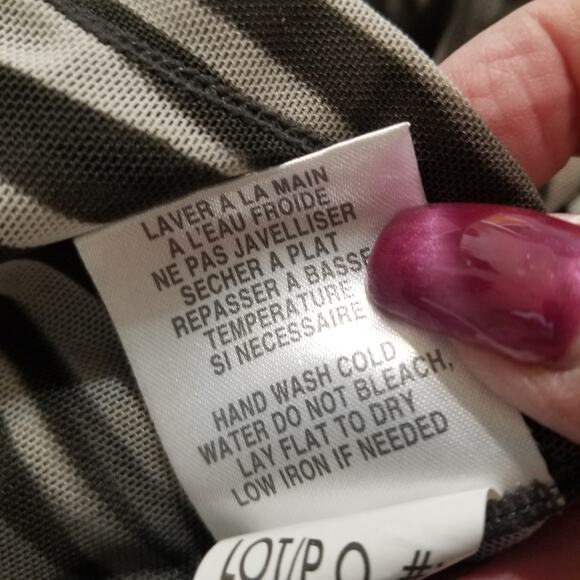 LAVER A LA MAIN
A L'EAU FROIDE
NE PAS JAVELLISER
SECHER A PLAT
REPASSER A BASSE
TEMPERATURE
SI NECESSAIRE
HAND WASH COLD
WATER DO NOT BLEACH,
LAY FLAT TO DRY
LOW IRON IF NEEDED
LOT/P.O. #: